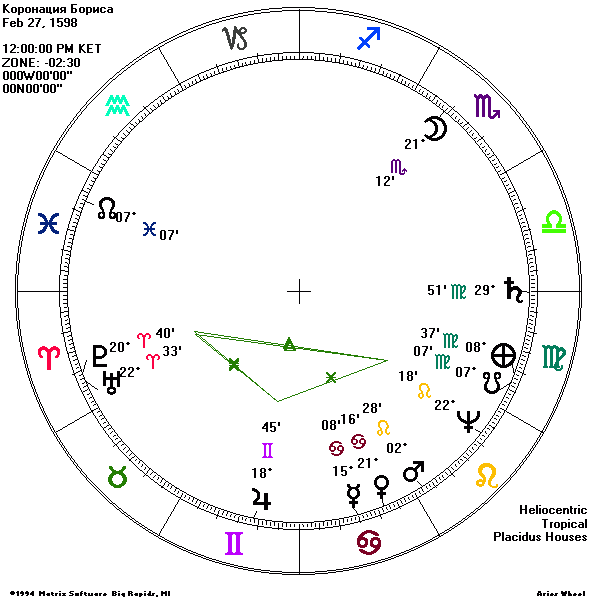 Коронация Бориса
Feb 27, 1598
12:00:00 PM KET
ZONE: -02:30
000W00'00"
00N00'00"
21°
12'
07°
07'
51' 29°
37'
08°
07'
07°
20° 40'
22° 33'
18'
22°
28'
02°
16'
21°
08'
15°
45'
18°
Heliocentric
Tropical
Placidus Houses
©1994 Matrix Software Big Rapids, MI
Aries Wheel